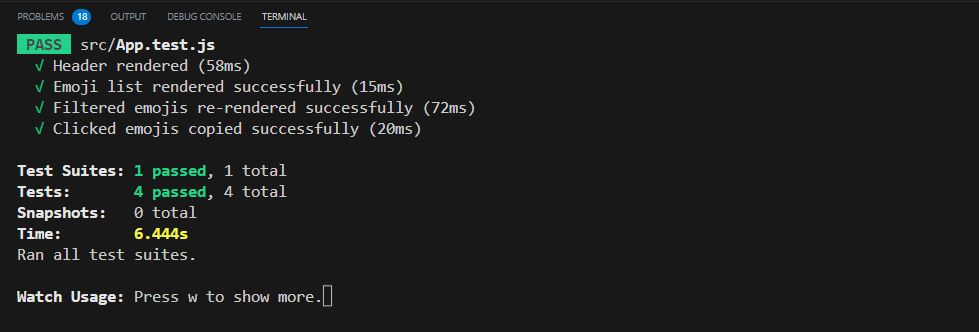 PROBLEMS 18 OUTPUT DEBUG CONSOLE TERMINAL
PASS src/App.test.js
√ Header rendered (58ms)
√ Emoji list rendered successfully (15ms)
√ Filtered emojis re-rendered successfully (72ms)
√ Clicked emojis copied successfully (20ms)
Test Suites: 1 passed, 1 total
Tests: 4 passed, 4 total
Snapshots: 0 total
Time: 6.444s
Ran all test suites.
Watch Usage: Press w to show more.